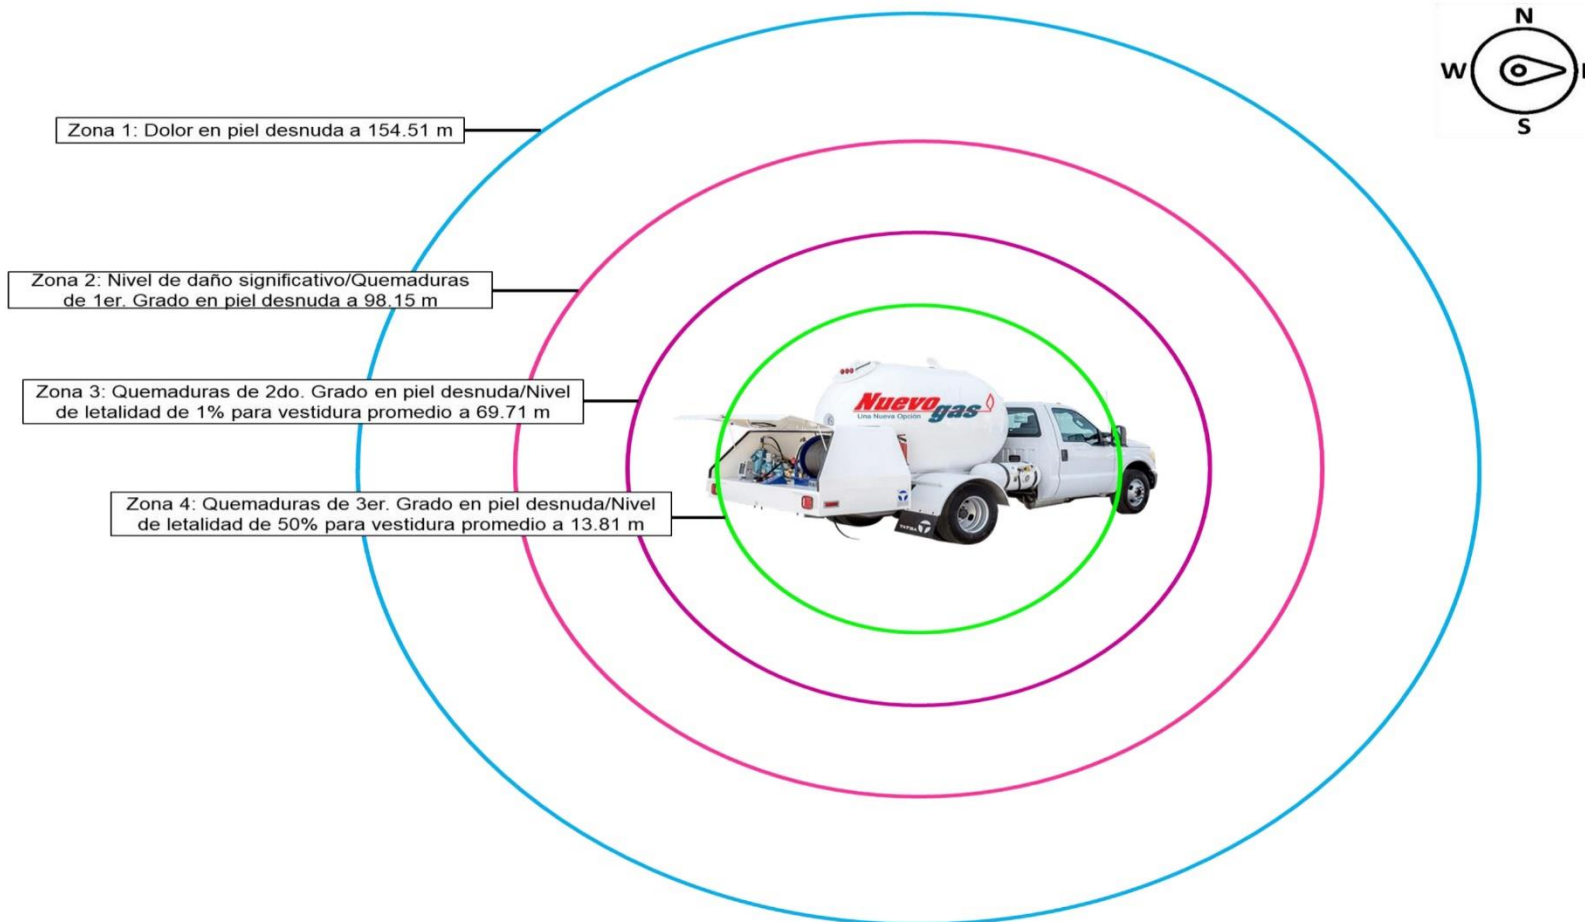 N
W
S
Zona 1: Dolor en piel desnuda a 154.51 m
Zona 2: Nivel de daño significativo/Quemaduras
de 1er. Grado en piel desnuda a 98.15 m
Zona 3: Quemaduras de 2do. Grado en piel desnuda/Nivel
de letalidad de 1% para vestidura promedio a 69.71 m
Zona 4: Quemaduras de 3er. Grado en piel desnuda/Nivel
de letalidad de 50% para vestidura promedio a 13.81 m
Nuevo
gas
Una Nueva Opción